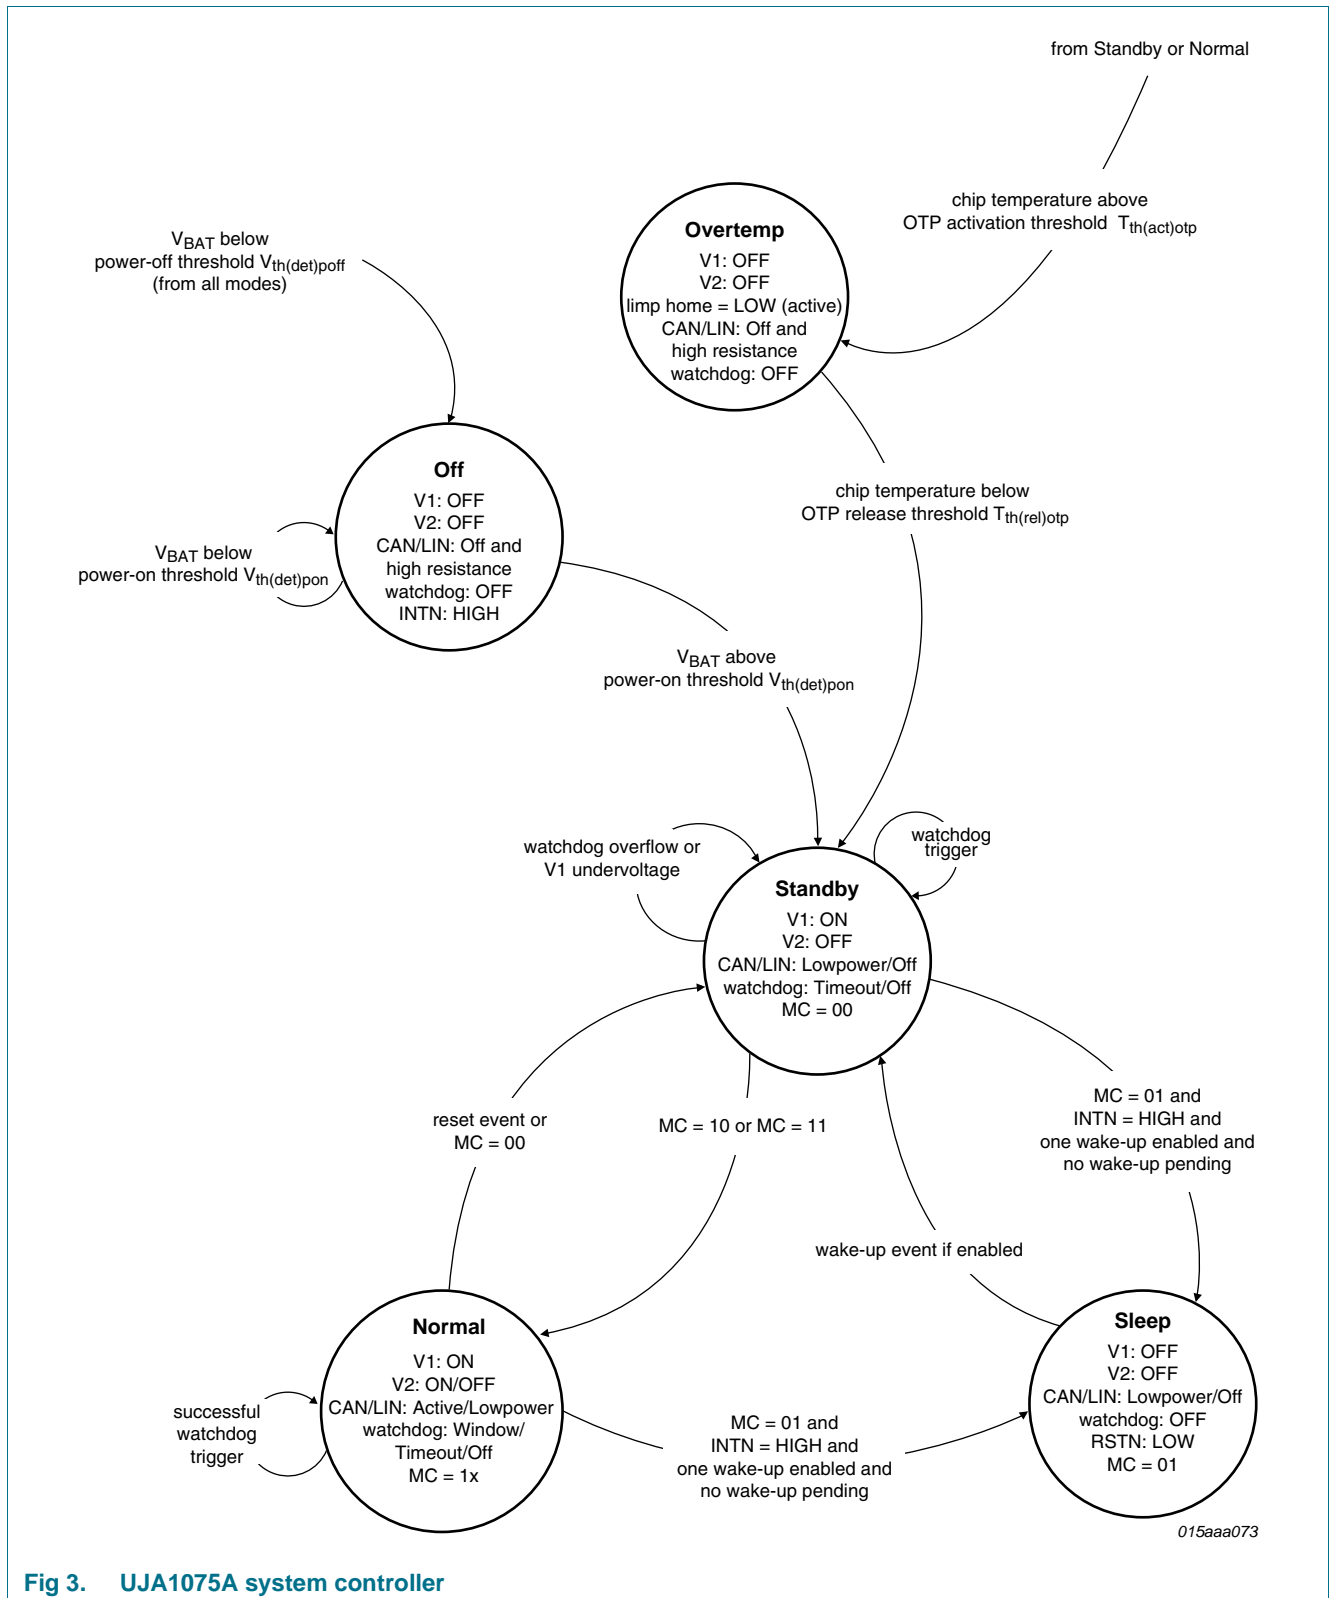 from Standby or Normal
chip temperature above
OTP activation threshold Tth(act)otp
Overtemp
V1: OFF
V2: OFF
limp home = LOW (active)
CAN/LIN: Off and
high resistance
watchdog: OFF
VBAT below
power-off threshold Vth(det)poff
(from all modes)
Off
V1: OFF
V2: OFF
CAN/LIN: Off and
high resistance
watchdog: OFF
INTN: HIGH
VBAT below
power-on threshold Vth(det)pon
chip temperature below
OTP release threshold Tth(rel)otp
VBAT above
power-on threshold Vth(det)pon
watchdog overflow or
V1 undervoltage
watchdog
trigger
Standby
V1: ON
V2: OFF
CAN/LIN: Lowpower/Off
watchdog: Timeout/Off
MC = 00
reset event or
MC = 00
MC = 10 or MC = 11
MC = 01 and
INTN = HIGH and
one wake-up enabled and
no wake-up pending
wake-up event if enabled
Normal
V1: ON
V2: ON/OFF
CAN/LIN: Active/Lowpower
watchdog: Window/
Timeout/Off
MC = 1x
successful
watchdog
trigger
MC = 01 and
INTN = HIGH and
one wake-up enabled and
no wake-up pending
Sleep
V1: OFF
V2: OFF
CAN/LIN: Lowpower/Off
watchdog: OFF
RSTN: LOW
MC = 01
015aaa073
Fig 3. UJA1075A system controller